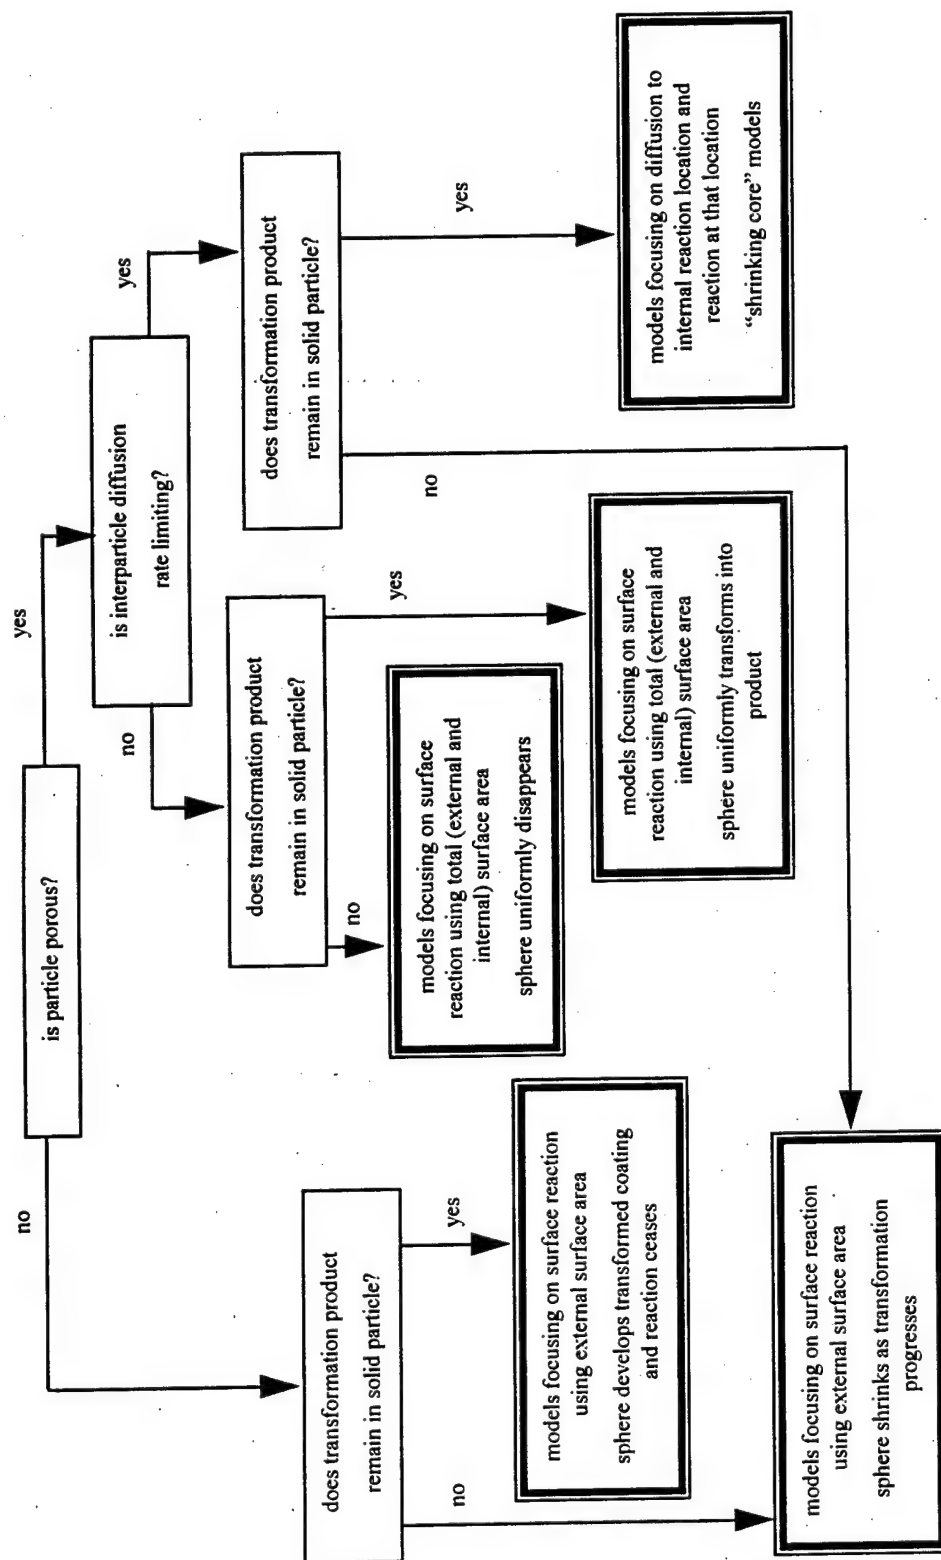 is particle porous?
no
yes
is interparticle diffusion
rate limiting?
no
yes
does transformation product
remain in solid particle?
no
yes
does transformation product
remain in solid particle?
no
yes
does transformation product
remain in solid particle?
no
yes
models focusing on surface
reaction using total (external and
internal) surface area
sphere uniformly disappears
models focusing on surface reaction
using external surface area
sphere develops transformed coating
and reaction ceases
models focusing on surface
reaction using total (external and
internal) surface area
sphere uniformly transforms into
product
models focusing on diffusion to
internal reaction location and
reaction at that location
“shrinking core” models
models focusing on surface reaction
using external surface area
sphere shrinks as transformation
progresses